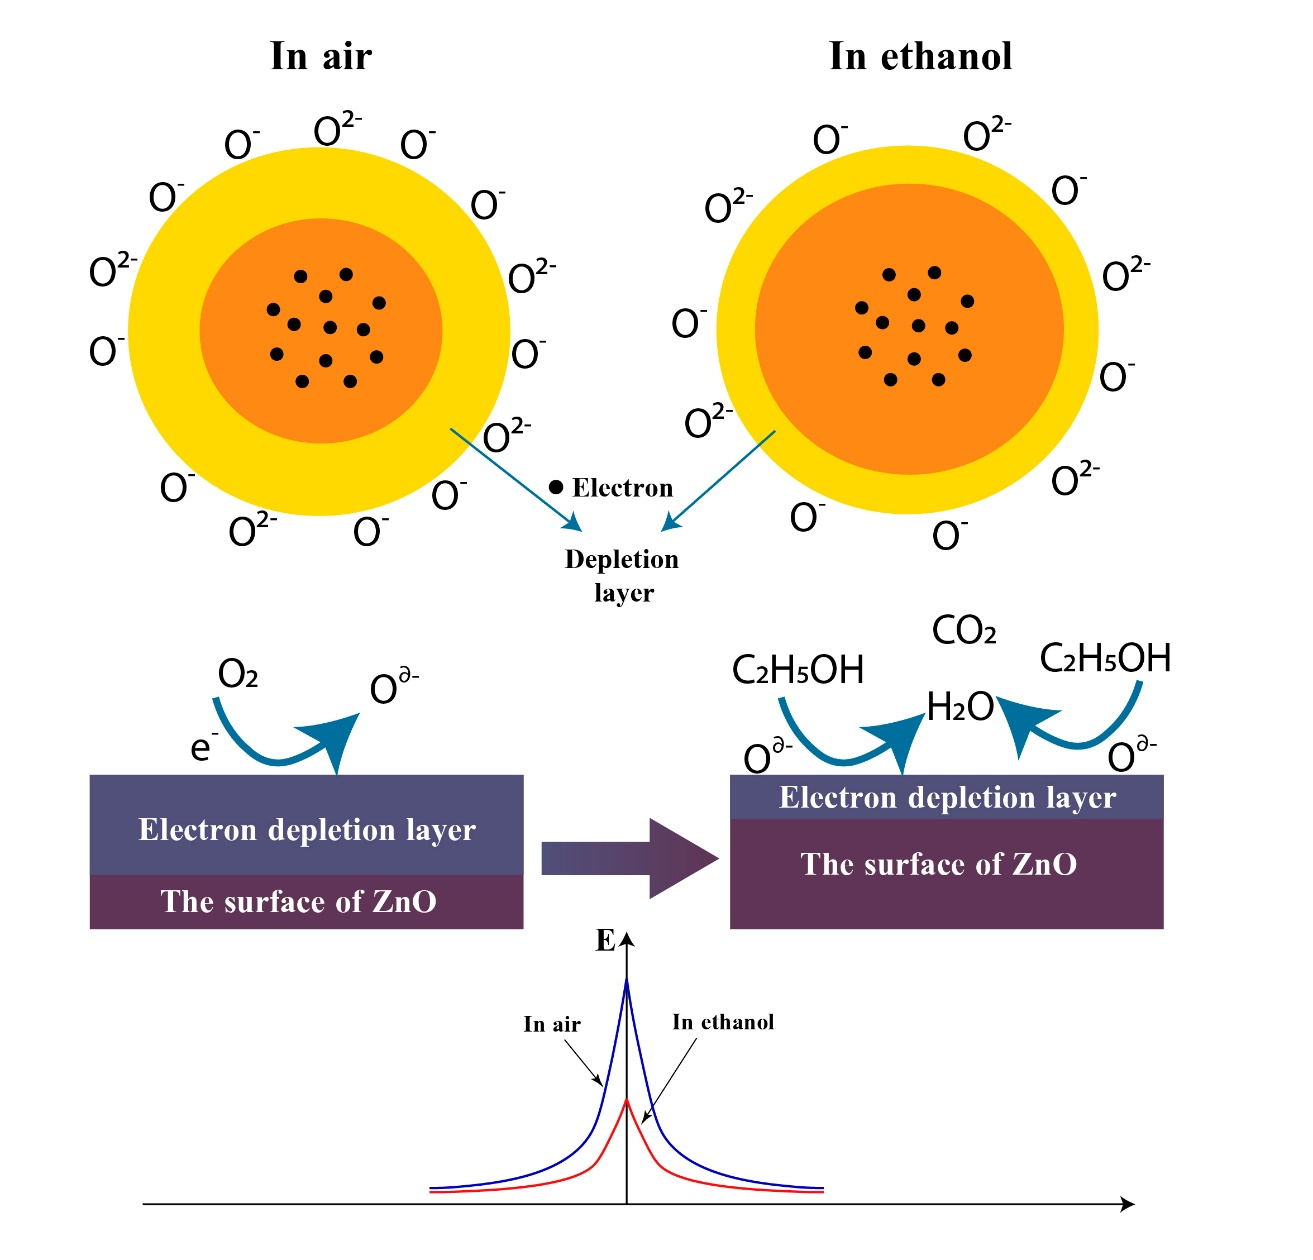 In air
In ethanol
O⁻
O²⁻
O⁻
O⁻
O⁻
O²⁻
O²⁻
O⁻
O⁻
O²⁻
O⁻
O⁻
O²⁻
O⁻
O⁻
O²⁻
O²⁻
O⁻
O²⁻
O⁻
O⁻
O²⁻
O²⁻
O⁻
O⁻
Electron
Depletion
layer
O₂
O∂⁻
e⁻
Electron depletion layer
The surface of ZnO
C₂H₅OH
CO₂
C₂H₅OH
H₂O
O∂⁻
O∂⁻
Electron depletion layer
The surface of ZnO
E
In air
In ethanol